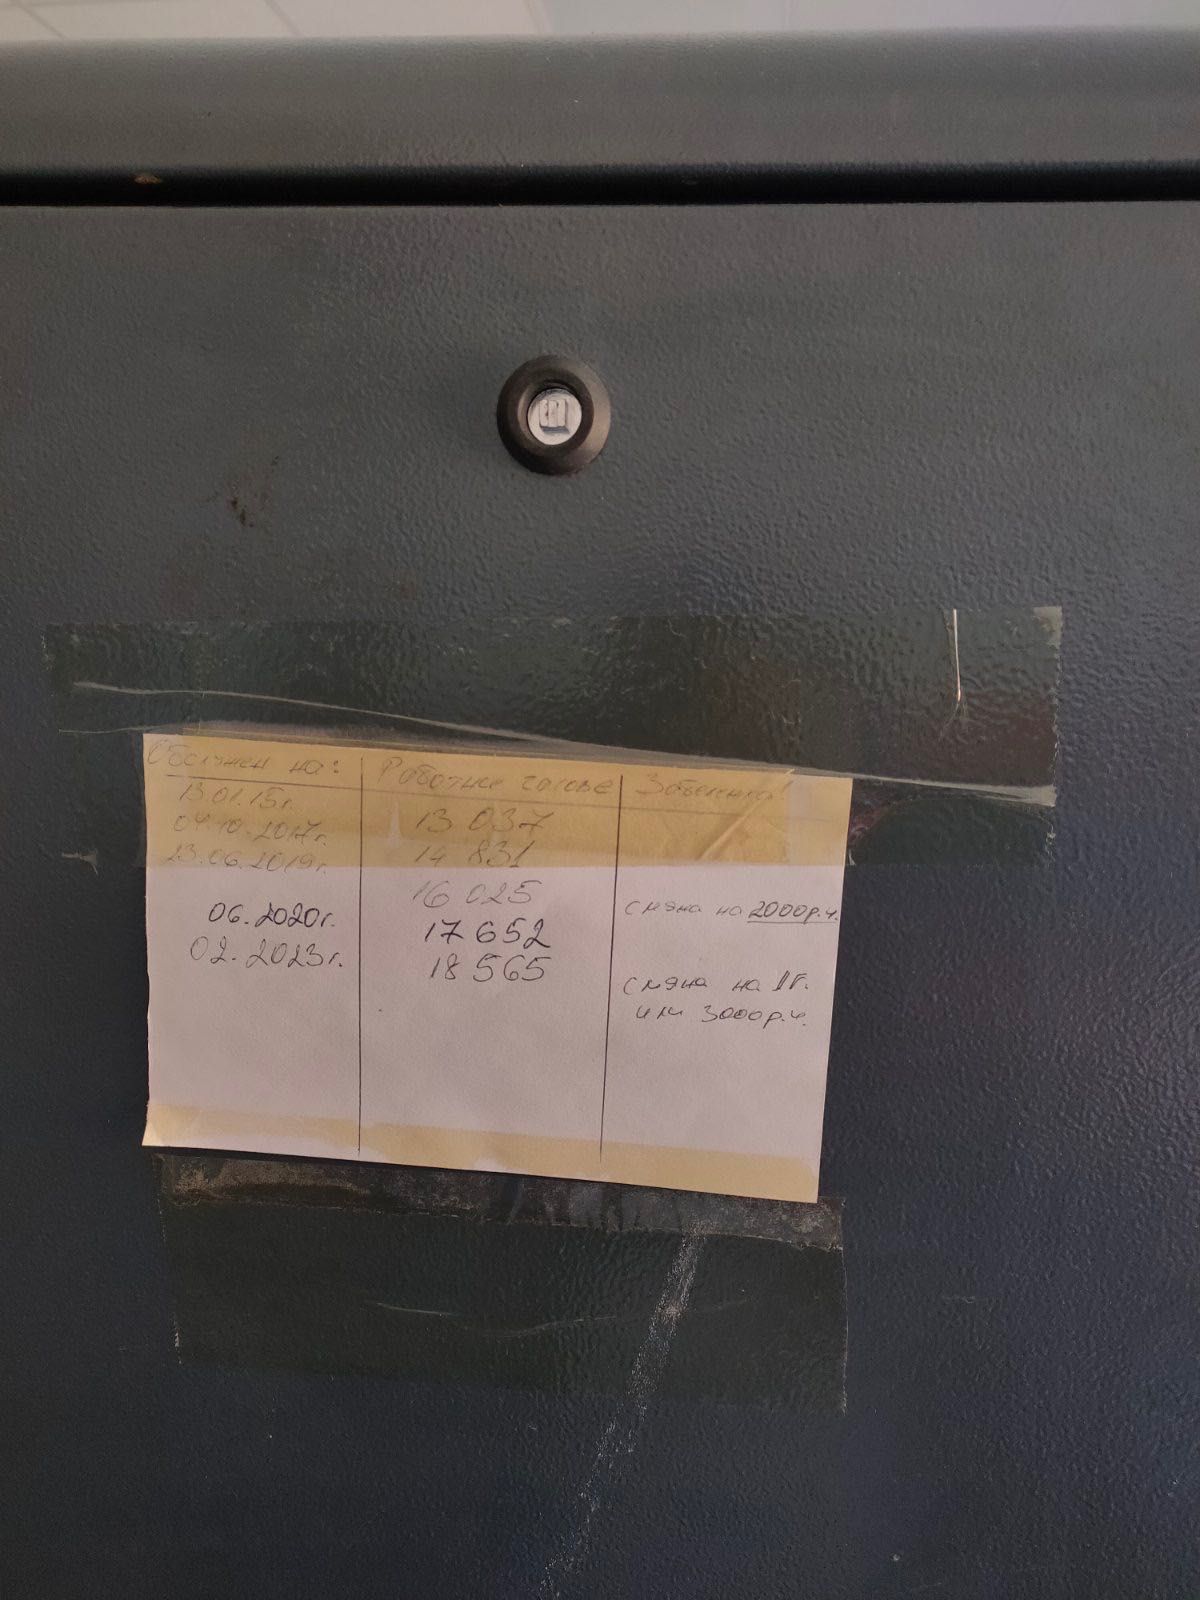 Обслужен на: Работни часове Забележка!
13.01.15г. 13 037
04.10.2017г. 14 831
23.06.2019г. 16 025
06.2020г. 17 652 смяна на 2000р.ч.
02.2023г. 18 565 смяна на 1г.
или 3000р.ч.